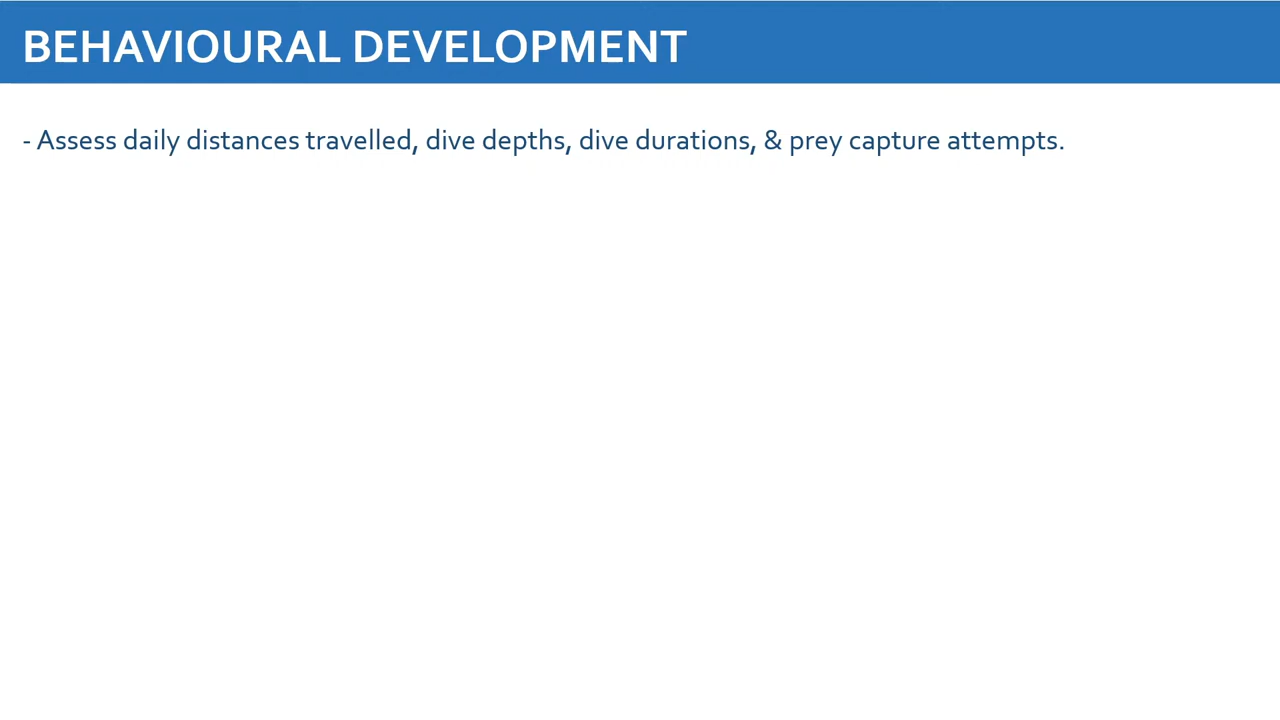 BEHAVIOURAL DEVELOPMENT
- Assess daily distances travelled, dive depths, dive durations, & prey capture attempts.